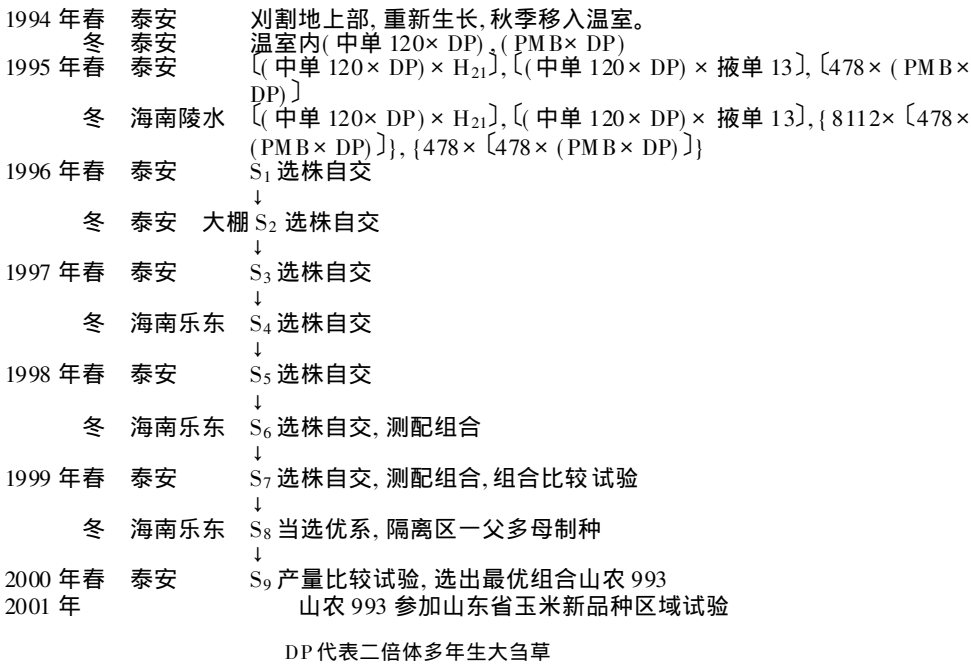 1994 年春 泰安 刈割地上部, 重新生长, 秋季移入温室。
冬 泰安 温室内( 中单 120× DP) , ( PMB× DP)
1995 年春 泰安 〔( 中单 120× DP) × H₂₁〕, 〔( 中单 120× DP) × 掖单 13〕, 〔478× ( PMB×
DP) 〕
冬 海南陵水 〔( 中单 120× DP) × H₂₁〕, 〔( 中单 120× DP) × 掖单 13〕, { 8112× 〔478×
( PMB× DP) 〕}, {478× 〔478× ( PMB× DP) 〕}
1996 年春 泰安 S₁ 选株自交
↓
冬 泰安 大棚 S₂ 选株自交
↓
1997 年春 泰安 S₃ 选株自交
↓
冬 海南乐东 S₄ 选株自交
↓
1998 年春 泰安 S₅ 选株自交
↓
冬 海南乐东 S₆ 选株自交, 测配组合
↓
1999 年春 泰安 S₇ 选株自交, 测配组合, 组合比较试验
↓
冬 海南乐东 S₈ 当选优系, 隔离区一父多母制种
↓
2000 年春 泰安 S₉ 产量比较试验, 选出最优组合山农 993
2001 年 山农 993 参加山东省玉米新品种区域试验
DP 代表二倍体多年生大刍草